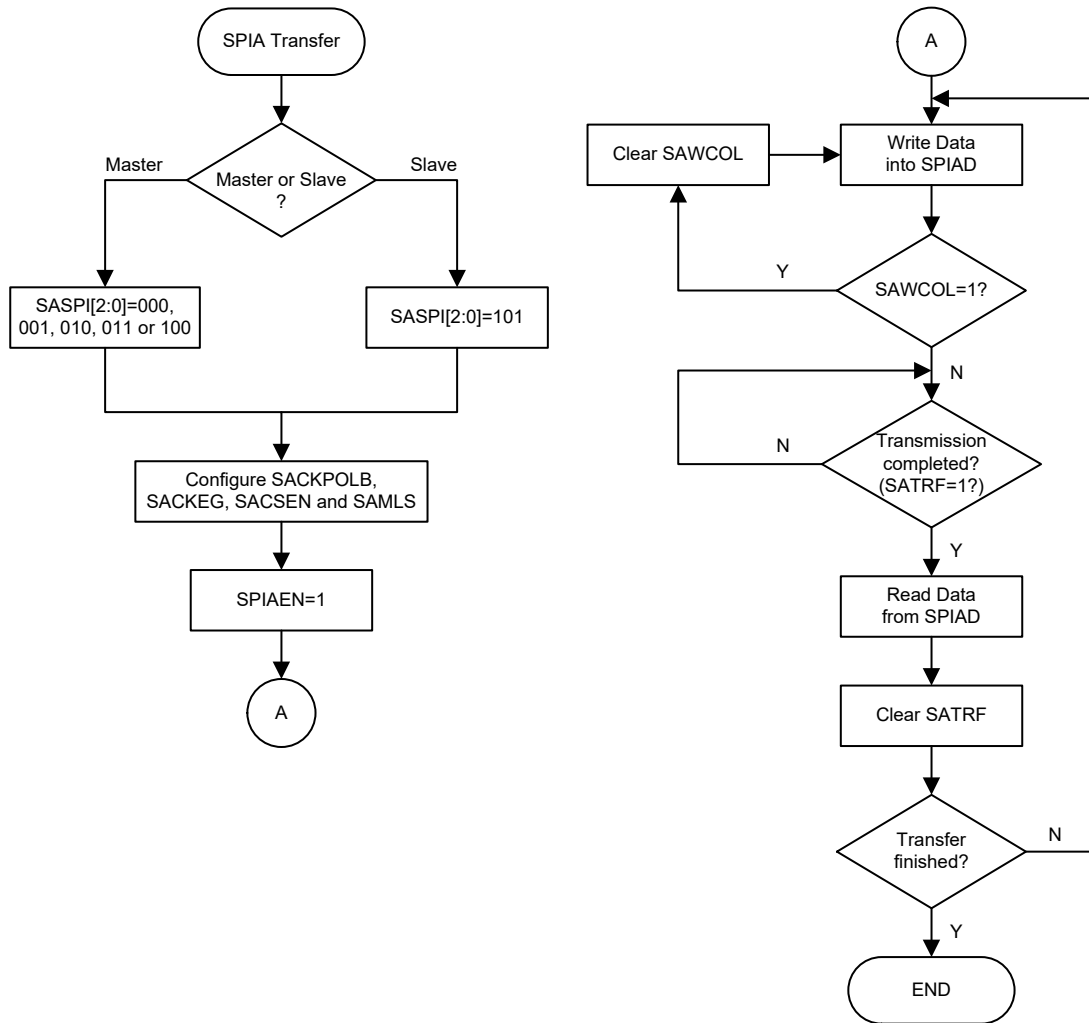 SPIA Transfer
Master
Master or Slave
?
Slave
SASPI[2:0]=000,
001, 010, 011 or 100
SASPI[2:0]=101
Configure SACKPOLB,
SACKEG, SACSEN and SAMLS
SPIAEN=1
A
A
Clear SAWCOL
Write Data
into SPIAD
Y
SAWCOL=1?
N
N
Transmission
completed?
(SATRF=1?)
Y
Read Data
from SPIAD
Clear SATRF
Transfer
finished?
N
Y
END